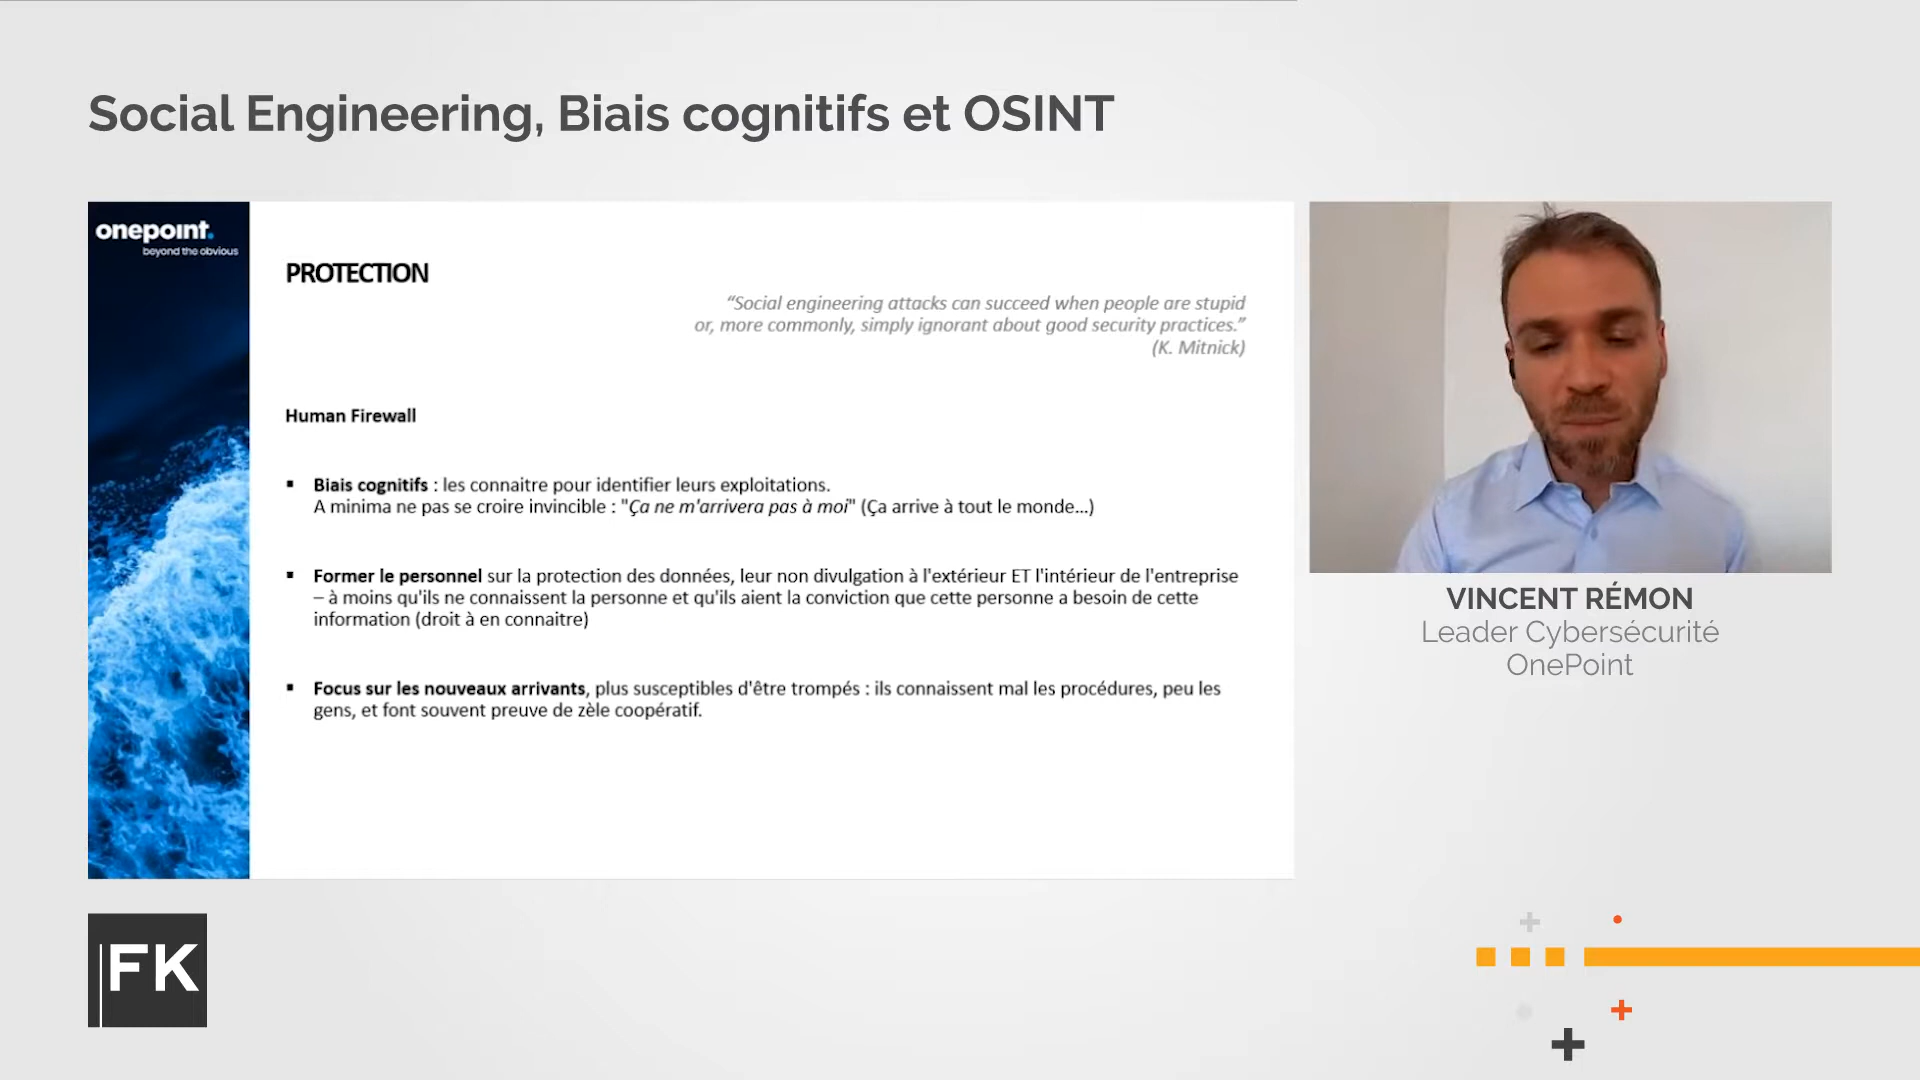 Social Engineering, Biais cognitifs et OSINT
onepoint.
beyond the obvious
PROTECTION
“Social engineering attacks can succeed when people are stupid
or, more commonly, simply ignorant about good security practices.”
(K. Mitnick)
Human Firewall
▪ Biais cognitifs : les connaitre pour identifier leurs exploitations.
A minima ne pas se croire invincible : "Ça ne m'arrivera pas à moi" (Ça arrive à tout le monde...)
▪ Former le personnel sur la protection des données, leur non divulgation à l'extérieur ET l'intérieur de l'entreprise
– à moins qu'ils ne connaissent la personne et qu'ils aient la conviction que cette personne a besoin de cette
information (droit à en connaitre)
▪ Focus sur les nouveaux arrivants, plus susceptibles d'être trompés : ils connaissent mal les procédures, peu les
gens, et font souvent preuve de zèle coopératif.
VINCENT RÉMON
Leader Cybersécurité
OnePoint
FK